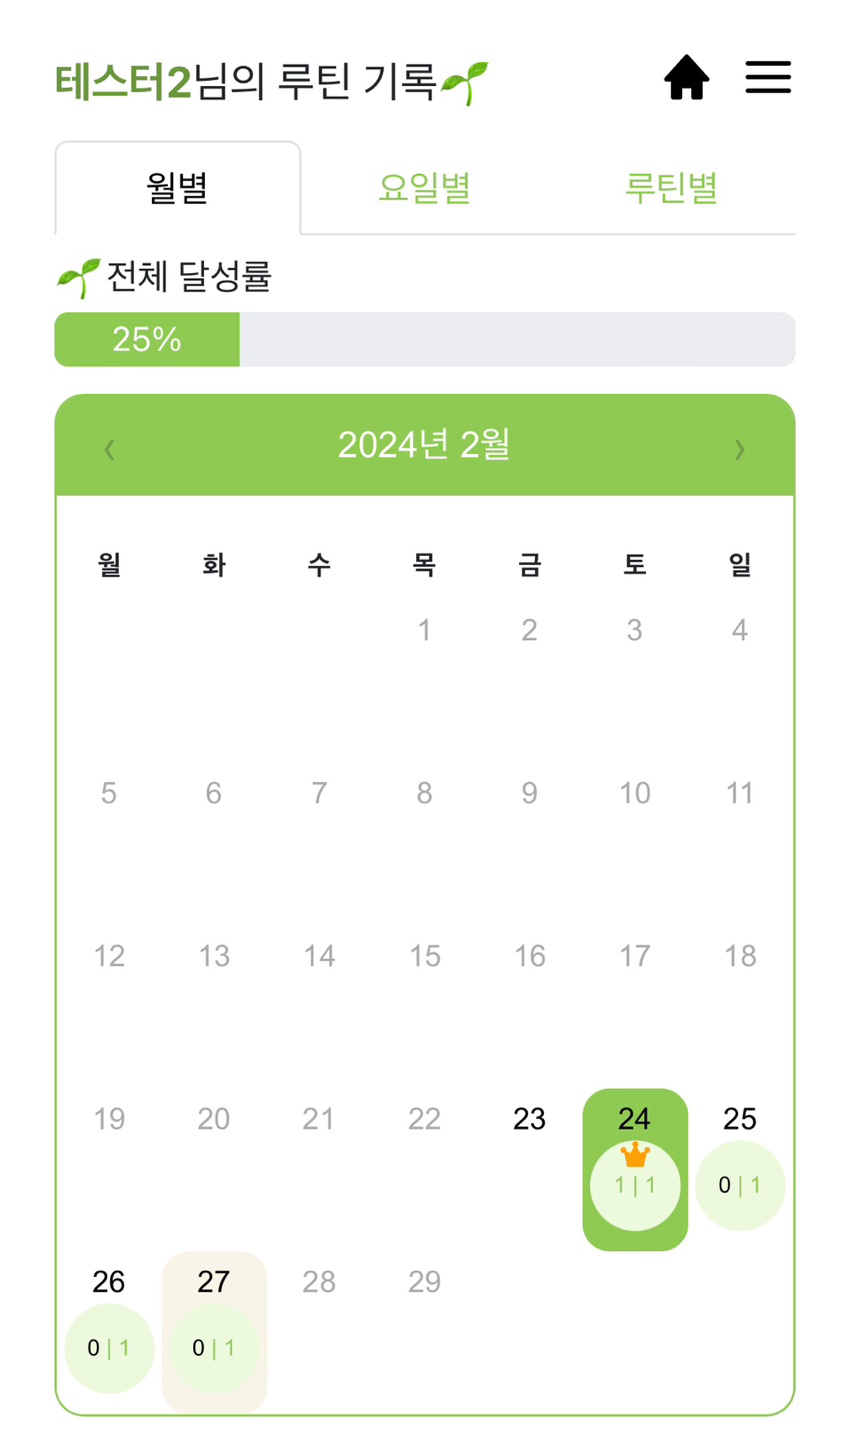 테스터2님의 루틴 기록
월별 요일별 루틴별
전체 달성률
25%
‹ 2024년 2월 ›
월 화 수 목 금 토 일
1 2 3 4
5 6 7 8 9 10 11
12 13 14 15 16 17 18
19 20 21 22 23 24 25
1 | 1 0 | 1
26 27 28 29
0 | 1 0 | 1